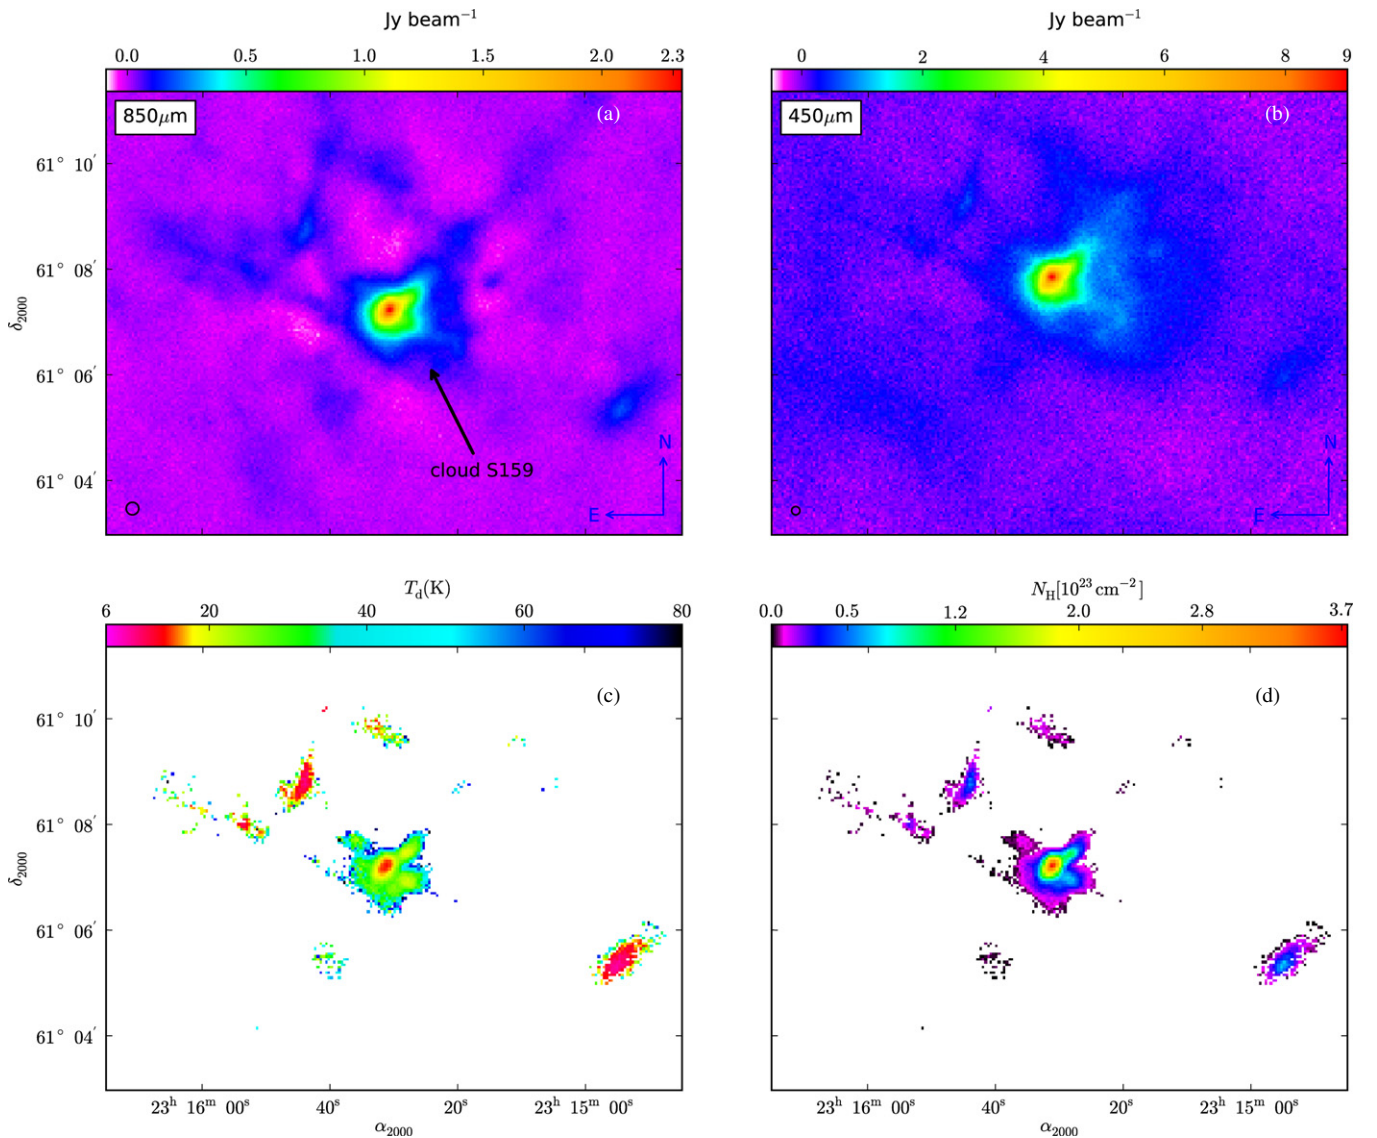 Jy beam⁻¹
Jy beam⁻¹
0.0 0.5 1.0 1.5 2.0 2.3
0 2 4 6 8 9
850μm
(a)
450μm
(b)
61° 10′
61° 08′
δ₂₀₀₀
61° 06′
cloud S159
61° 04′
N
E
N
E
T_d(K)
N_H[10²³ cm⁻²]
6 20 40 60 80
0.0 0.5 1.2 2.0 2.8 3.7
(c)
(d)
61° 10′
61° 08′
δ₂₀₀₀
61° 06′
61° 04′
23ʰ 16ᵐ 00ˢ 40ˢ 20ˢ 23ʰ 15ᵐ 00ˢ
23ʰ 16ᵐ 00ˢ 40ˢ 20ˢ 23ʰ 15ᵐ 00ˢ
α₂₀₀₀
α₂₀₀₀